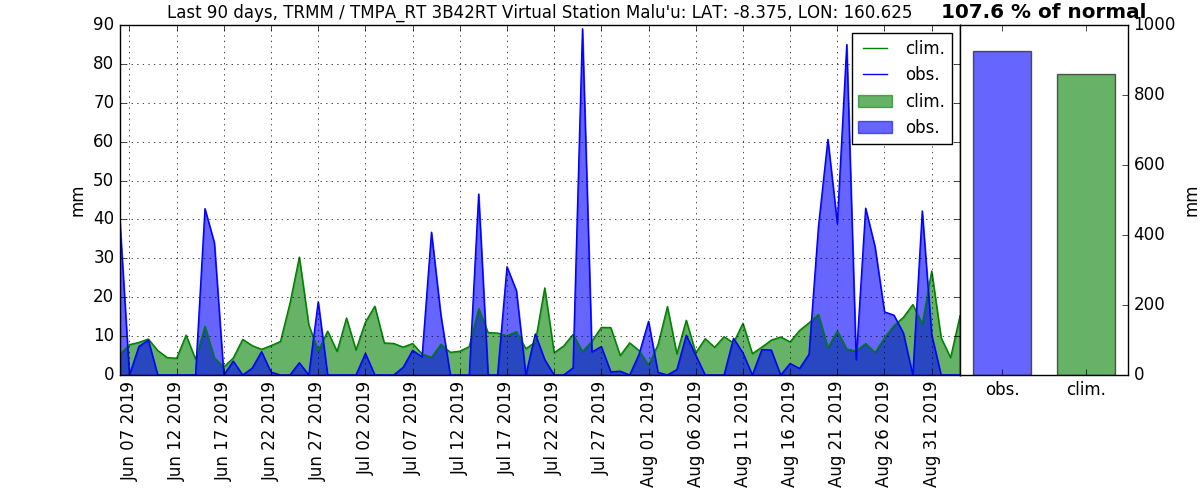 Last 90 days, TRMM / TMPA_RT 3B42RT Virtual Station Malu'u: LAT: -8.375, LON: 160.625
107.6 % of normal
90
80
70
60
50
40
30
20
10
0
mm
clim.
obs.
clim.
obs.
Jun 07 2019
Jun 12 2019
Jun 17 2019
Jun 22 2019
Jun 27 2019
Jul 02 2019
Jul 07 2019
Jul 12 2019
Jul 17 2019
Jul 22 2019
Jul 27 2019
Aug 01 2019
Aug 06 2019
Aug 11 2019
Aug 16 2019
Aug 21 2019
Aug 26 2019
Aug 31 2019
1000
800
600
400
200
0
mm
obs.
clim.